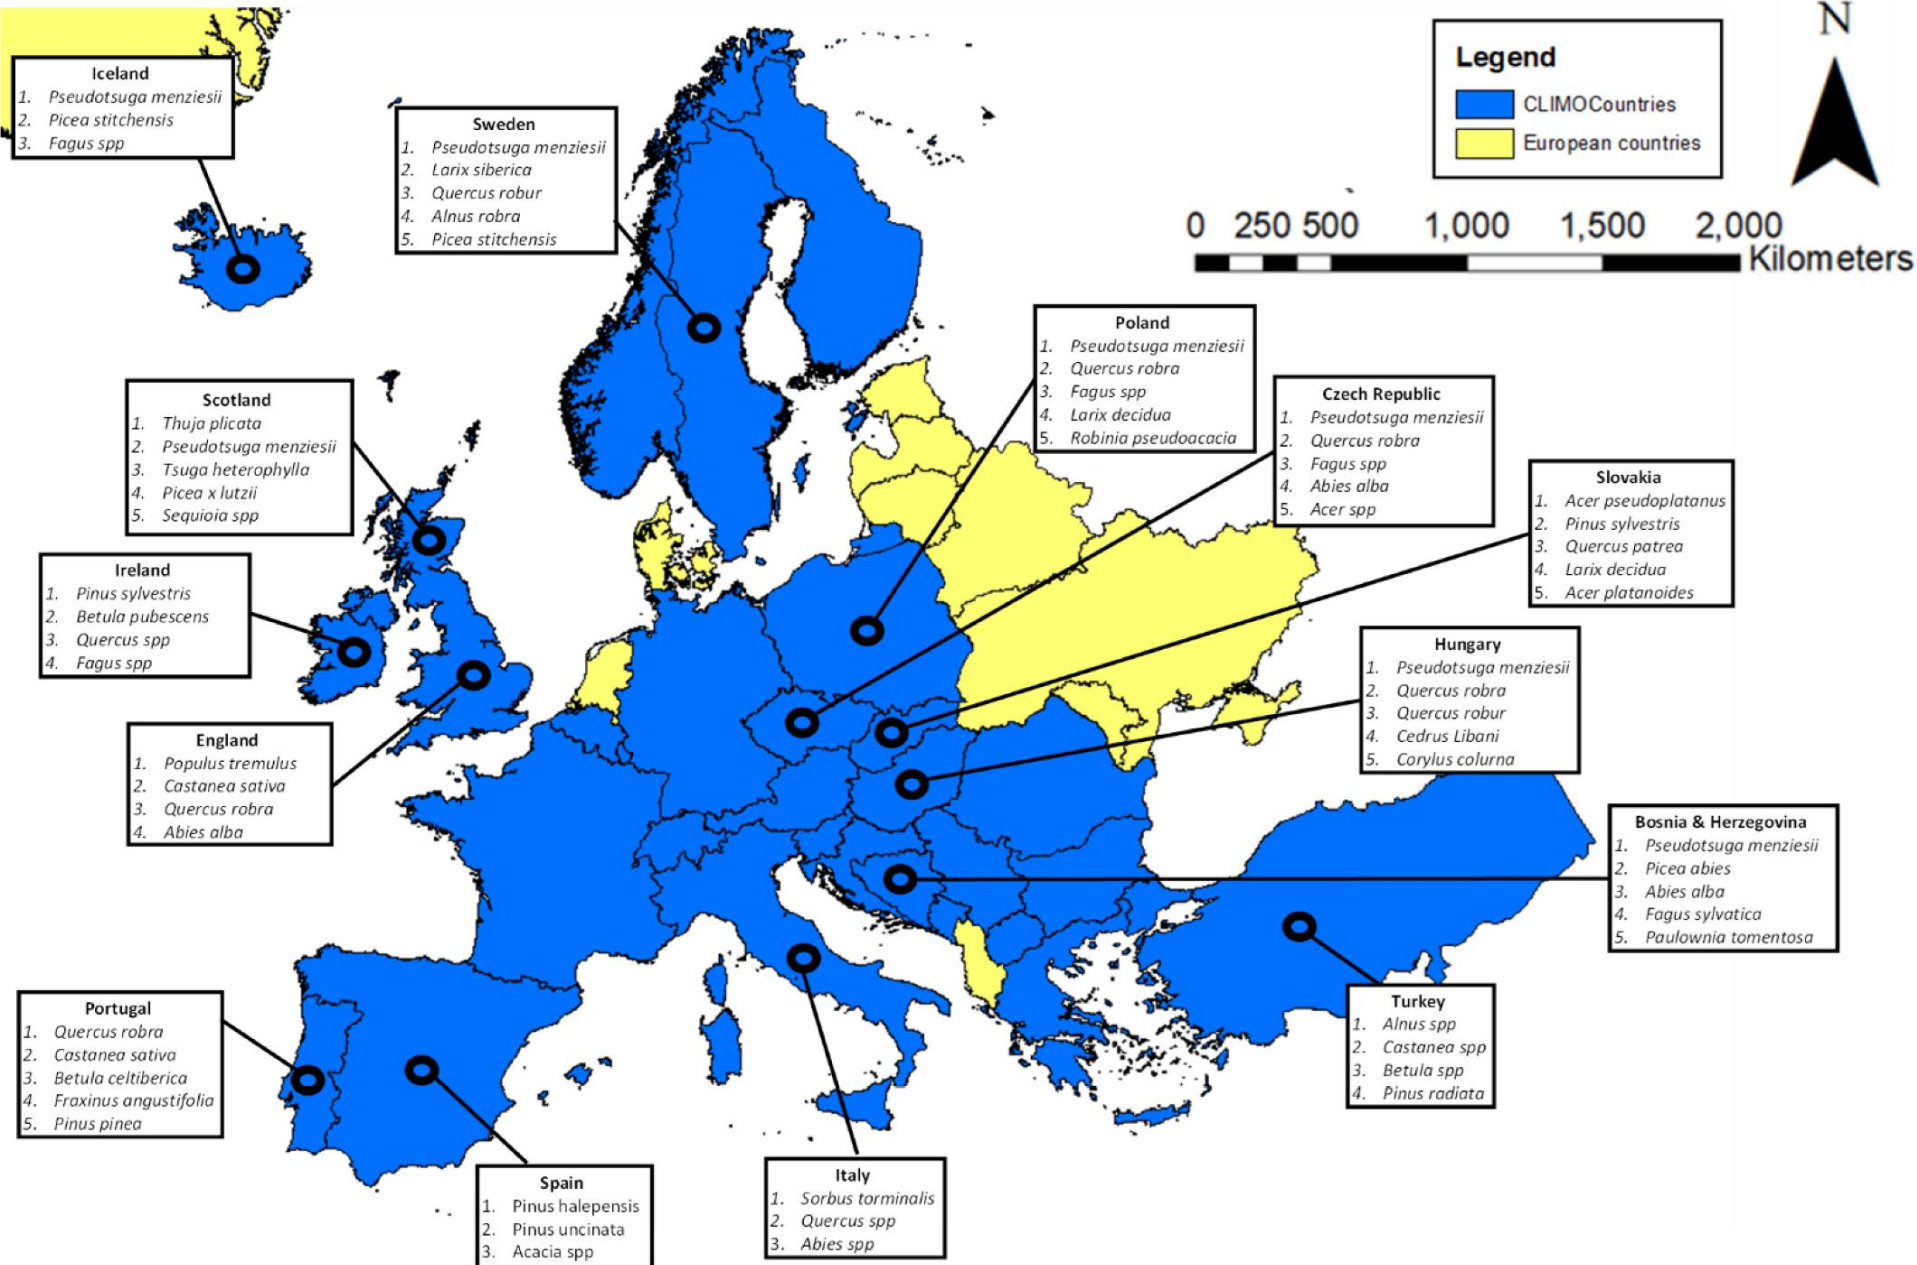 Iceland
1. Pseudotsuga menziesii
2. Picea stitchensis
3. Fagus spp
Sweden
1. Pseudotsuga menziesii
2. Larix siberica
3. Quercus robur
4. Alnus robra
5. Picea stitchensis
Legend
CLIMOCountries
European countries
N
0 250 500 1,000 1,500 2,000
Kilometers
Poland
1. Pseudotsuga menziesii
2. Quercus robra
3. Fagus spp
4. Larix decidua
5. Robinia pseudoacacia
Czech Republic
1. Pseudotsuga menziesii
2. Quercus robra
3. Fagus spp
4. Abies alba
5. Acer spp
Scotland
1. Thuja plicata
2. Pseudotsuga menziesii
3. Tsuga heterophylla
4. Picea x lutzii
5. Sequioia spp
Slovakia
1. Acer pseudoplatanus
2. Pinus sylvestris
3. Quercus patrea
4. Larix decidua
5. Acer platanoides
Ireland
1. Pinus sylvestris
2. Betula pubescens
3. Quercus spp
4. Fagus spp
Hungary
1. Pseudotsuga menziesii
2. Quercus robra
3. Quercus robur
4. Cedrus Libani
5. Corylus colurna
England
1. Populus tremulus
2. Castanea sativa
3. Quercus robra
4. Abies alba
Bosnia & Herzegovina
1. Pseudotsuga menziesii
2. Picea abies
3. Abies alba
4. Fagus sylvatica
5. Paulownia tomentosa
Portugal
1. Quercus robra
2. Castanea sativa
3. Betula celtiberica
4. Fraxinus angustifolia
5. Pinus pinea
Turkey
1. Alnus spp
2. Castanea spp
3. Betula spp
4. Pinus radiata
Spain
1. Pinus halepensis
2. Pinus uncinata
3. Acacia spp
Italy
1. Sorbus torminalis
2. Quercus spp
3. Abies spp